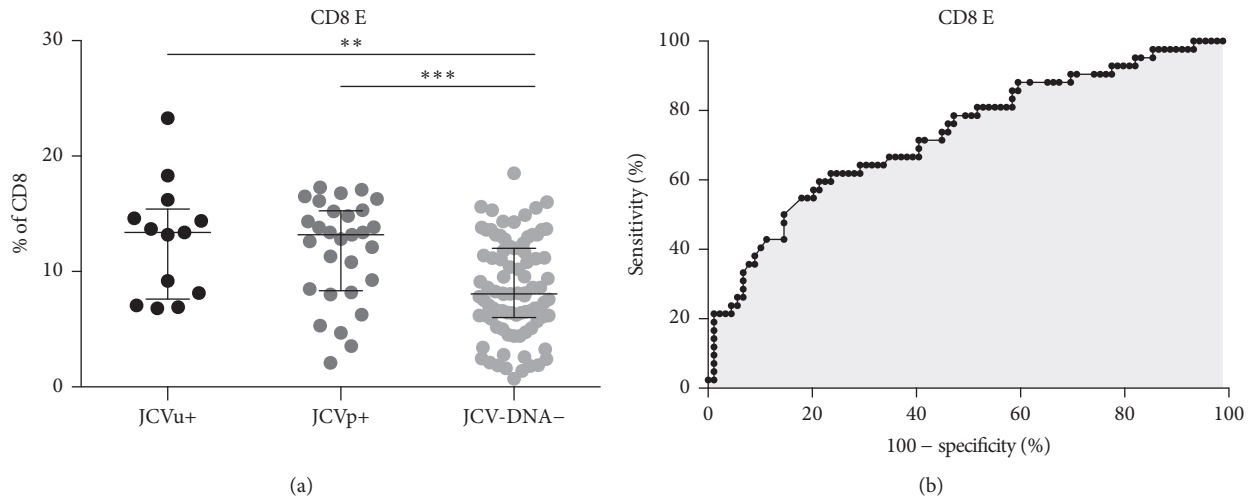 CD8 E
30
20
10
0
% of CD8
**
***
JCVu+
JCVp+
JCV-DNA−
(a)
CD8 E
100
80
60
40
20
0
Sensitivity (%)
0 20 40 60 80 100
100 − specificity (%)
(b)